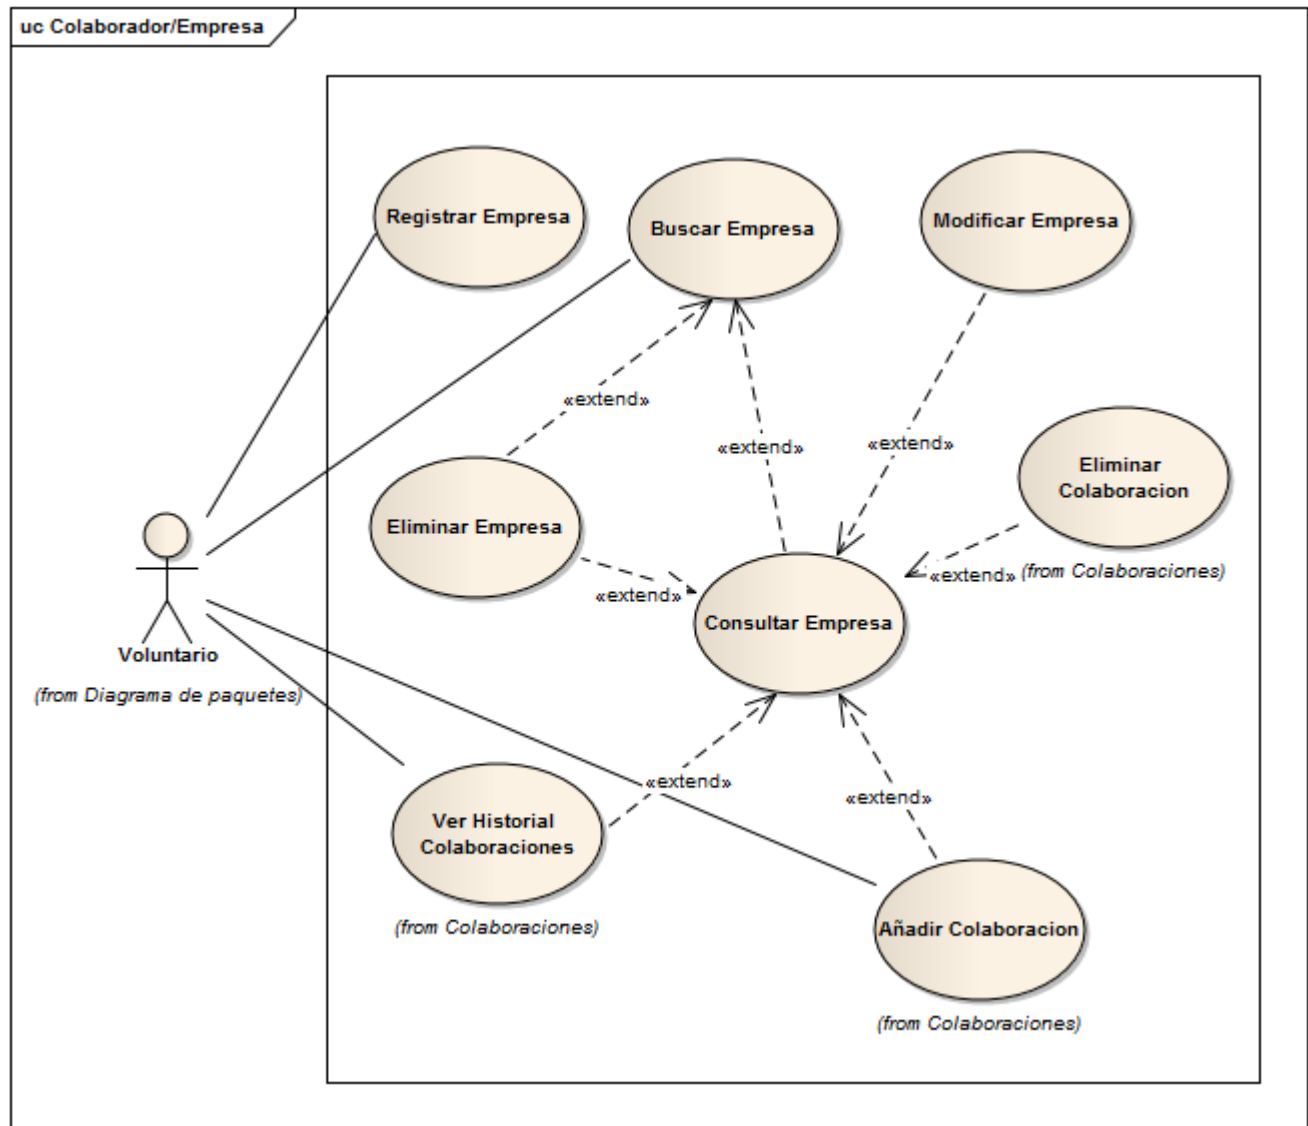 uc Colaborador/Empresa
Registrar Empresa
Buscar Empresa
Modificar Empresa
«extend»
«extend»
«extend»
Eliminar
Colaboracion
Eliminar Empresa
«extend»
«extend»
(from Colaboraciones)
Consultar Empresa
Voluntario
(from Diagrama de paquetes)
«extend»
«extend»
Ver Historial
Colaboraciones
(from Colaboraciones)
Añadir Colaboracion
(from Colaboraciones)